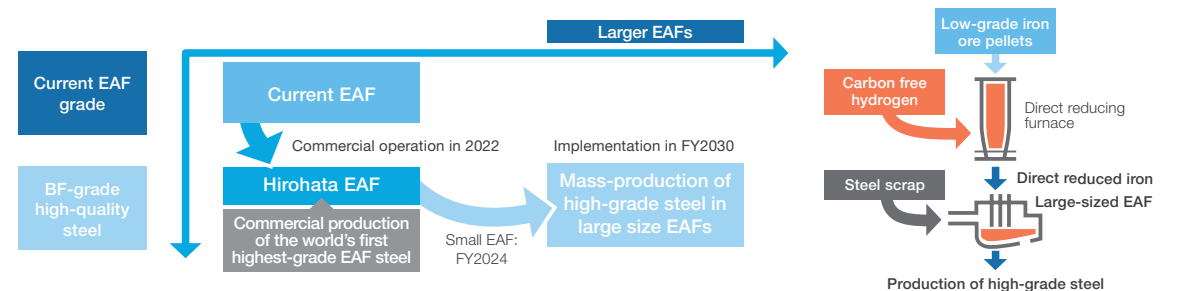 Larger EAFs
Current EAF
grade
BF-grade
high-quality
steel
Current EAF
Commercial operation in 2022
Hirohata EAF
Commercial production
of the world's first
highest-grade EAF steel
Small EAF:
FY2024
Implementation in FY2030
Mass-production of
high-grade steel in
large size EAFs
Low-grade iron
ore pellets
Carbon free
hydrogen
Direct reducing
furnace
Steel scrap
Direct reduced iron
Large-sized EAF
Production of high-grade steel